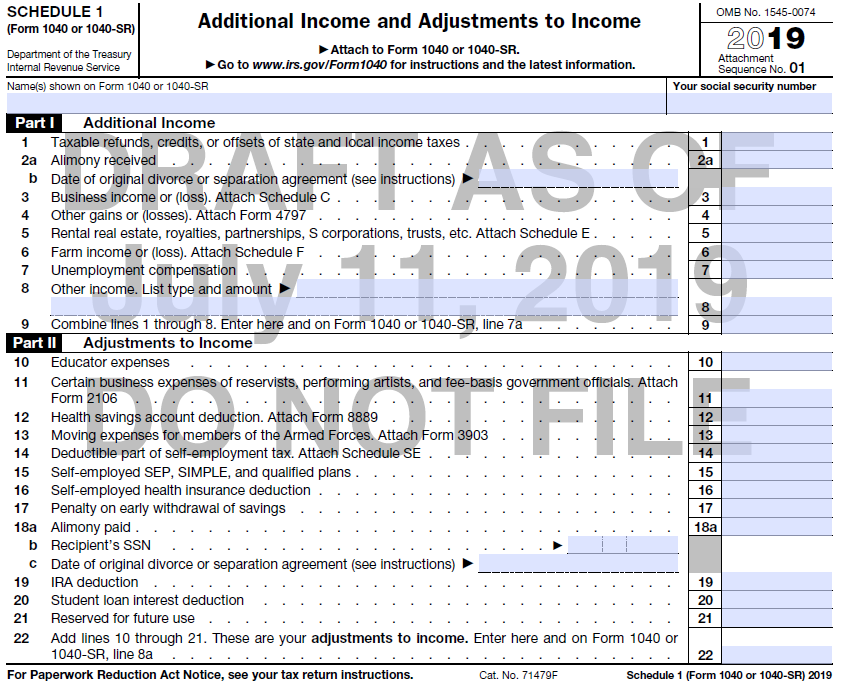 SCHEDULE 1
(Form 1040 or 1040-SR)
Department of the Treasury
Internal Revenue Service
Additional Income and Adjustments to Income
▶ Attach to Form 1040 or 1040-SR.
▶ Go to www.irs.gov/Form1040 for instructions and the latest information.
OMB No. 1545-0074
2019
Attachment
Sequence No. 01
Name(s) shown on Form 1040 or 1040-SR
Your social security number
Part I Additional Income
1 Taxable refunds, credits, or offsets of state and local income taxes . . . . . . . . . . . 1
2a Alimony received . . . . . . . . . . . . . . . . . . . . . . . . . . . . 2a
b Date of original divorce or separation agreement (see instructions) ▶
3 Business income or (loss). Attach Schedule C . . . . . . . . . . . . . . . . . . 3
4 Other gains or (losses). Attach Form 4797 . . . . . . . . . . . . . . . . . . . 4
5 Rental real estate, royalties, partnerships, S corporations, trusts, etc. Attach Schedule E . . . . 5
6 Farm income or (loss). Attach Schedule F . . . . . . . . . . . . . . . . . . . 6
7 Unemployment compensation . . . . . . . . . . . . . . . . . . . . . . . 7
8 Other income. List type and amount ▶
8
9 Combine lines 1 through 8. Enter here and on Form 1040 or 1040-SR, line 7a . . . . . . . . 9
Part II Adjustments to Income
10 Educator expenses . . . . . . . . . . . . . . . . . . . . . . . . . . 10
11 Certain business expenses of reservists, performing artists, and fee-basis government officials. Attach
Form 2106 . . . . . . . . . . . . . . . . . . . . . . . . . . . . . . 11
12 Health savings account deduction. Attach Form 8889 . . . . . . . . . . . . . . . 12
13 Moving expenses for members of the Armed Forces. Attach Form 3903 . . . . . . . . . . 13
14 Deductible part of self-employment tax. Attach Schedule SE . . . . . . . . . . . . . 14
15 Self-employed SEP, SIMPLE, and qualified plans . . . . . . . . . . . . . . . . . 15
16 Self-employed health insurance deduction . . . . . . . . . . . . . . . . . . . 16
17 Penalty on early withdrawal of savings . . . . . . . . . . . . . . . . . . . . 17
18a Alimony paid . . . . . . . . . . . . . . . . . . . . . . . . . . . . . 18a
b Recipient's SSN . . . . . . . . . . . . . . . . . . . . ▶
c Date of original divorce or separation agreement (see instructions) ▶
19 IRA deduction . . . . . . . . . . . . . . . . . . . . . . . . . . . . 19
20 Student loan interest deduction . . . . . . . . . . . . . . . . . . . . . . 20
21 Reserved for future use . . . . . . . . . . . . . . . . . . . . . . . . . 21
22 Add lines 10 through 21. These are your adjustments to income. Enter here and on Form 1040 or
1040-SR, line 8a . . . . . . . . . . . . . . . . . . . . . . . . . . . 22
For Paperwork Reduction Act Notice, see your tax return instructions. Cat. No. 71479F Schedule 1 (Form 1040 or 1040-SR) 2019
DRAFT AS OF
July 11, 2019
DO NOT FILE